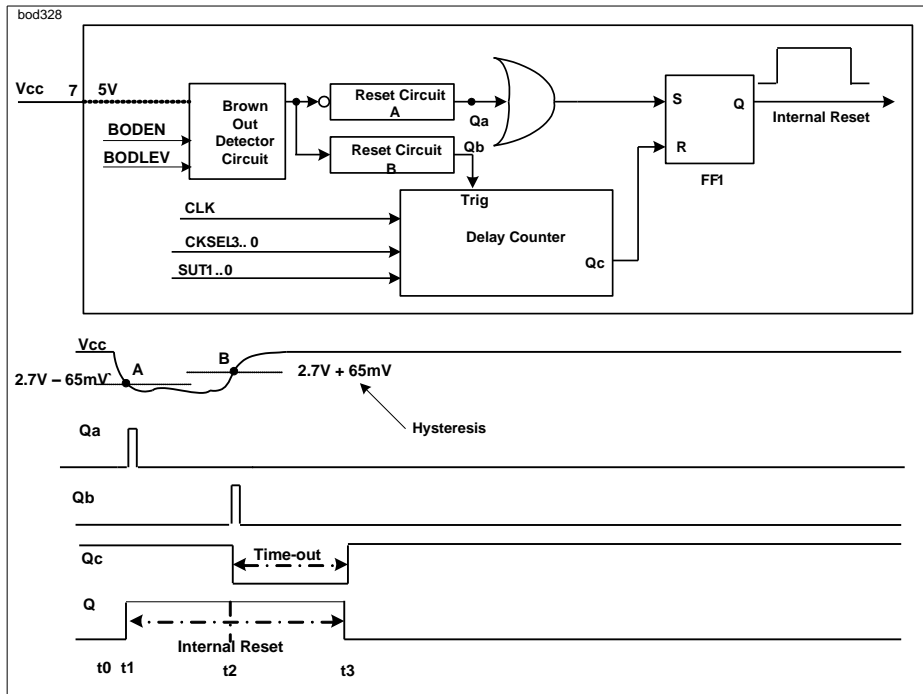 bod328
Vcc 7 5V
BODEN
BODLEV
Brown
Out
Detector
Circuit
Reset Circuit
A
Qa
Reset Circuit
B
Qb
S Q
R
FF1
Internal Reset
Trig
Delay Counter
Qc
CLK
CKSEL3.. 0
SUT1..0
Vcc
A
B
2.7V – 65mV`
2.7V + 65mV
Hysteresis
Qa
Qb
Qc
Time-out
Q
Internal Reset
t0 t1 t2 t3